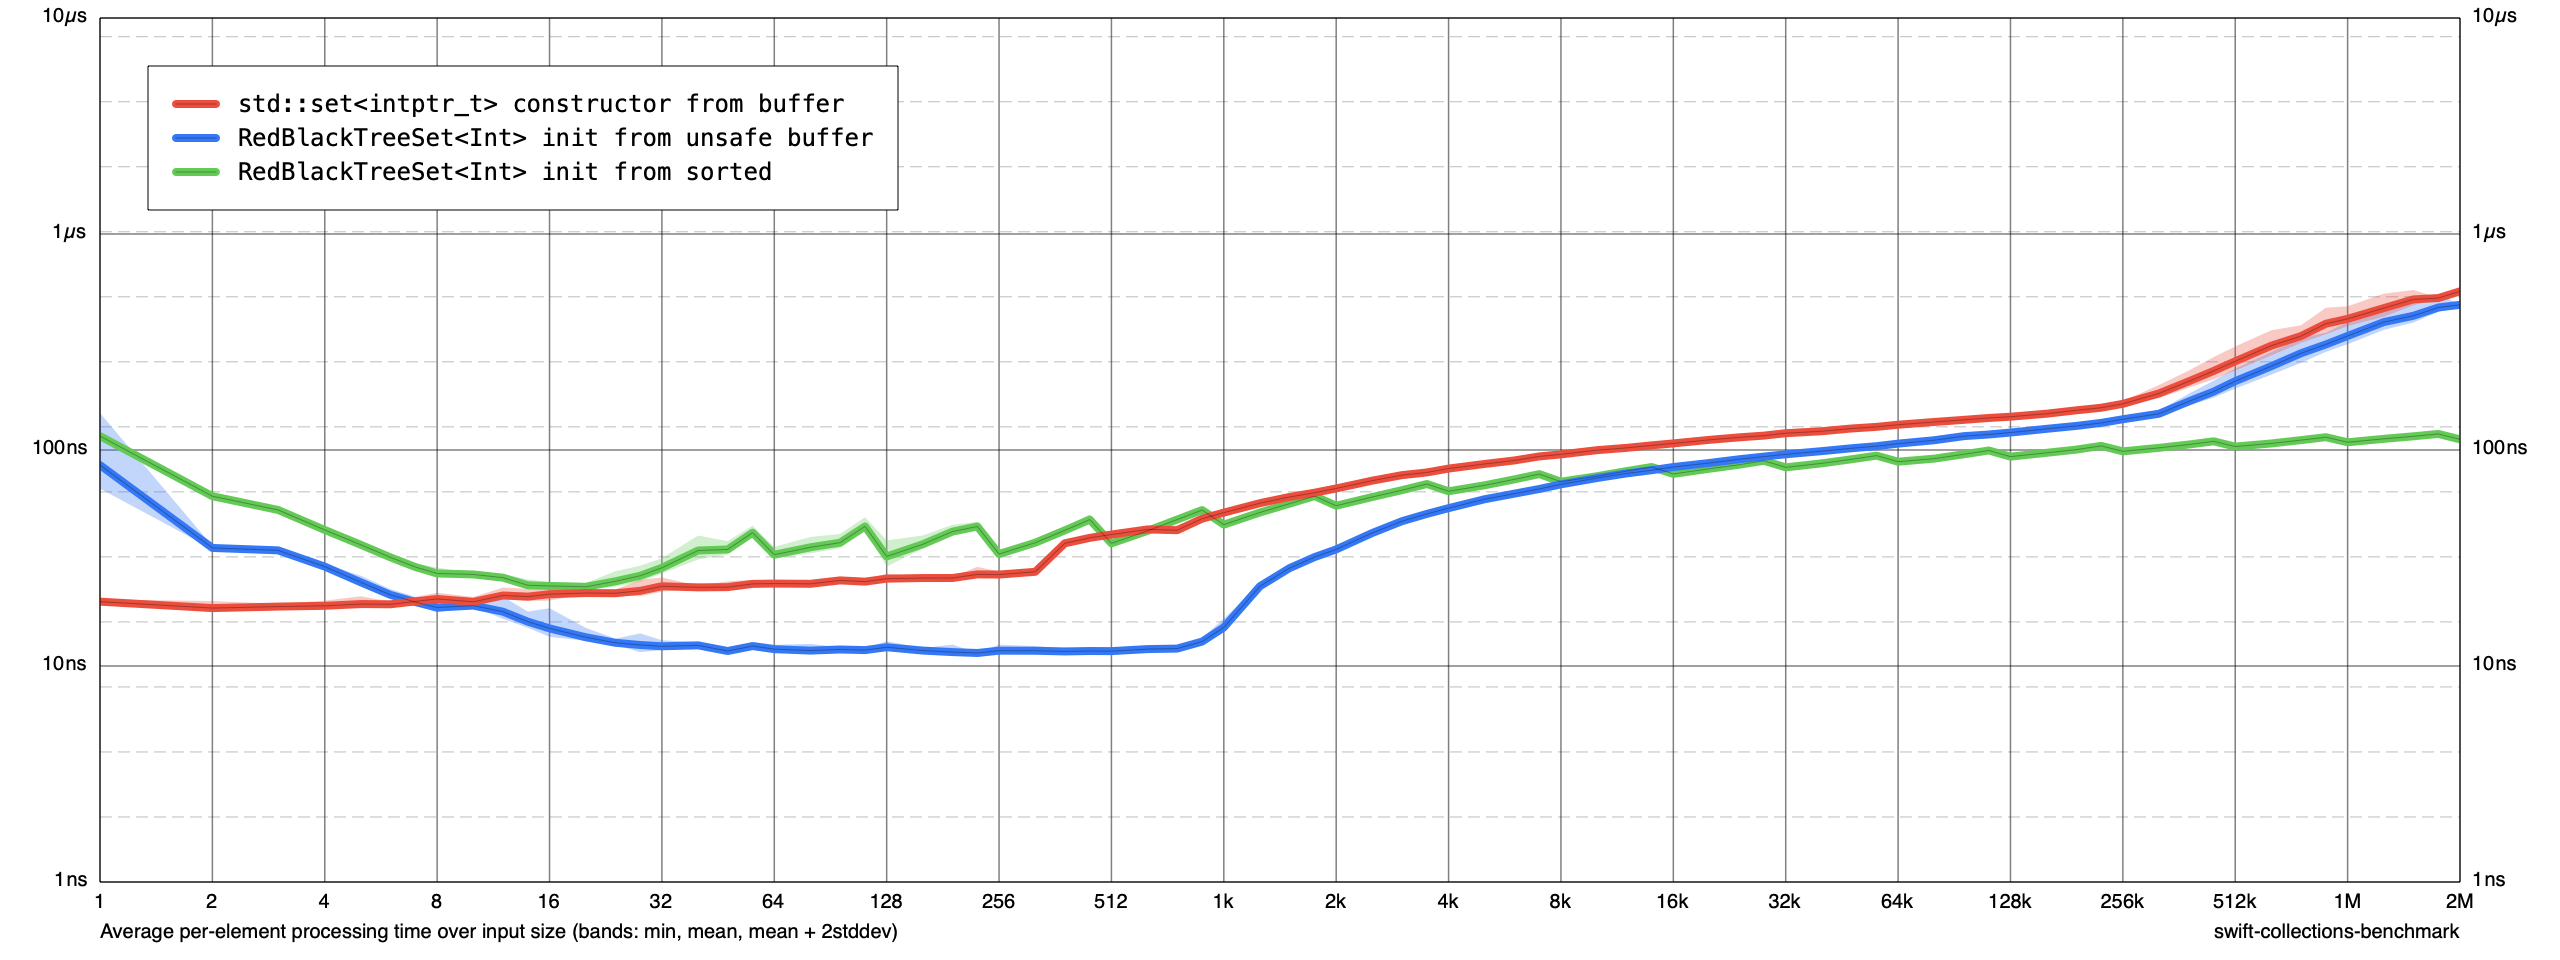 10µs
10µs
std::set<intptr_t> constructor from buffer
RedBlackTreeSet<Int> init from unsafe buffer
RedBlackTreeSet<Int> init from sorted
1µs
1µs
100ns
100ns
10ns
10ns
1ns
1ns
1 2 4 8 16 32 64 128 256 512 1k 2k 4k 8k 16k 32k 64k 128k 256k 512k 1M 2M
Average per-element processing time over input size (bands: min, mean, mean + 2stddev)
swift-collections-benchmark